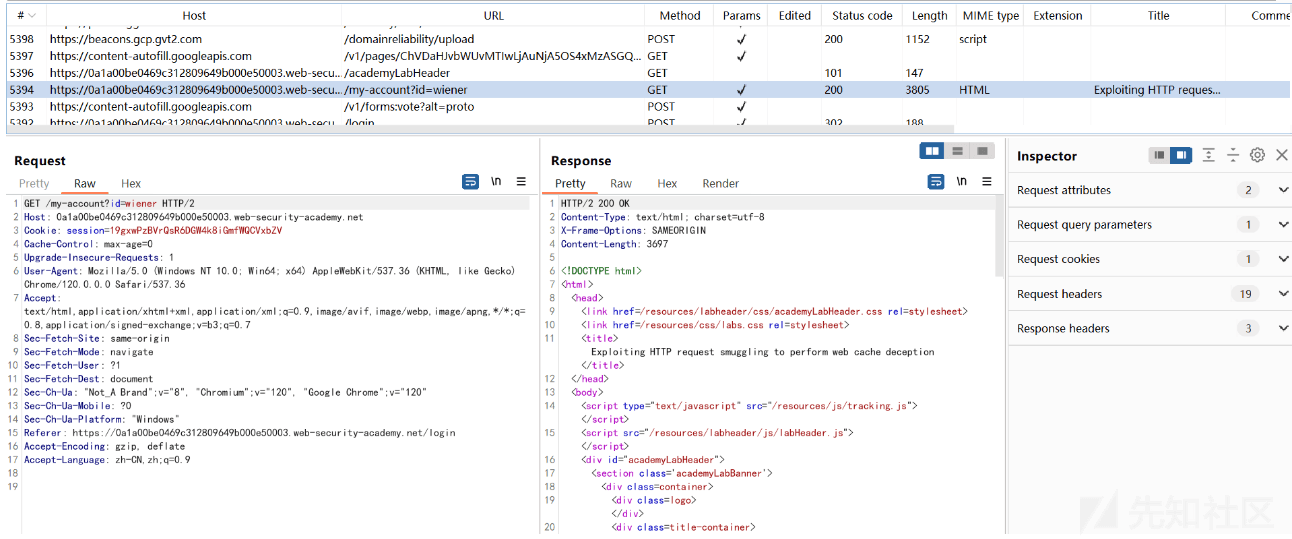 # Host URL Method Params Edited Status code Length MIME type Extension Title Comme
5398 https://beacons.gcp.gvt2.com /domainreliability/upload POST ✓ 200 1152 script
5397 https://content-autofill.googleapis.com /v1/pages/ChVDaHJvbWUvMTIwLjAuNjA5OS4xMzASGQ... GET ✓
5396 https://0a1a00be0469c312809649b000e50003.web-secu... /academyLabHeader GET 101 147
5394 https://0a1a00be0469c312809649b000e50003.web-secu... /my-account?id=wiener GET ✓ 200 3805 HTML Exploiting HTTP reques...
5393 https://content-autofill.googleapis.com /v1/forms:vote?alt=proto POST ✓
5392 https://0a1a00be0469c312809649b000e50003.web-secu... /login POST ✓ 302 188
Request
Pretty Raw Hex \n
1 GET /my-account?id=wiener HTTP/2
2 Host: 0a1a00be0469c312809649b000e50003.web-security-academy.net
3 Cookie: session=19gxwPzBVrQsR6DGW4k8iGmfWQCVxbZV
4 Cache-Control: max-age=0
5 Upgrade-Insecure-Requests: 1
6 User-Agent: Mozilla/5.0 (Windows NT 10.0; Win64; x64) AppleWebKit/537.36 (KHTML, like Gecko)
Chrome/120.0.0.0 Safari/537.36
7 Accept:
text/html,application/xhtml+xml,application/xml;q=0.9,image/avif,image/webp,image/apng,*/*;q=
0.8,application/signed-exchange;v=b3;q=0.7
8 Sec-Fetch-Site: same-origin
9 Sec-Fetch-Mode: navigate
10 Sec-Fetch-User: ?1
11 Sec-Fetch-Dest: document
12 Sec-Ch-Ua: "Not_A Brand";v="8", "Chromium";v="120", "Google Chrome";v="120"
13 Sec-Ch-Ua-Mobile: ?0
14 Sec-Ch-Ua-Platform: "Windows"
15 Referer: https://0a1a00be0469c312809649b000e50003.web-security-academy.net/login
16 Accept-Encoding: gzip, deflate
17 Accept-Language: zh-CN,zh;q=0.9
18
19
Response
Pretty Raw Hex Render \n
1 HTTP/2 200 OK
2 Content-Type: text/html; charset=utf-8
3 X-Frame-Options: SAMEORIGIN
4 Content-Length: 3697
5
6 <!DOCTYPE html>
7 <html>
8 <head>
9 <link href=/resources/labheader/css/academyLabHeader.css rel=stylesheet>
10 <link href=/resources/css/labs.css rel=stylesheet>
11 <title>
Exploiting HTTP request smuggling to perform web cache deception
</title>
12 </head>
13 <body>
14 <script type="text/javascript" src="/resources/js/tracking.js">
</script>
15 <script src="/resources/labheader/js/labHeader.js">
</script>
16 <div id="academyLabHeader">
17 <section class='academyLabBanner'>
18 <div class=container>
19 <div class=logo>
</div>
20 <div class=title-container>
Inspector
Request attributes 2
Request query parameters 1
Request cookies 1
Request headers 19
Response headers 3
先知社区